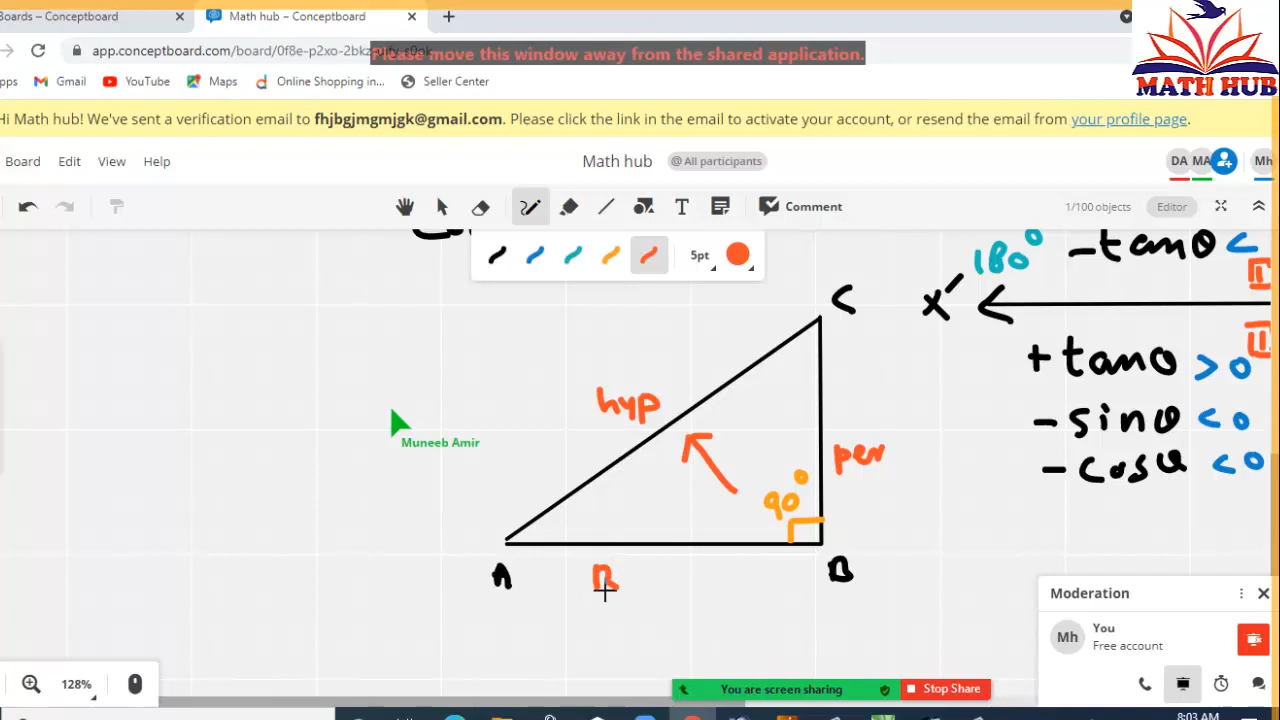 Boards – Conceptboard
Math hub – Conceptboard
app.conceptboard.com/board/0f8e-p2xo-2bkz
Please move this window away from the shared application.
MATH HUB
pps
Gmail
YouTube
Maps
Online Shopping in...
Seller Center
Hi Math hub! We've sent a verification email to fhjbgjmgmjgk@gmail.com. Please click the link in the email to activate your account, or resend the email from your profile page.
Board Edit View Help
Math hub
@ All participants
DA MA Mh
Comment
1/100 objects
Editor
5pt
180° -tanθ <
C
X'
II
hyp
+tanθ >0
III
Muneeb Amir
-sinθ <0
per
-cosθ <0
90°
A
B
B
Moderation
Mh
You
Free account
128%
You are screen sharing
Stop Share
8:03 AM